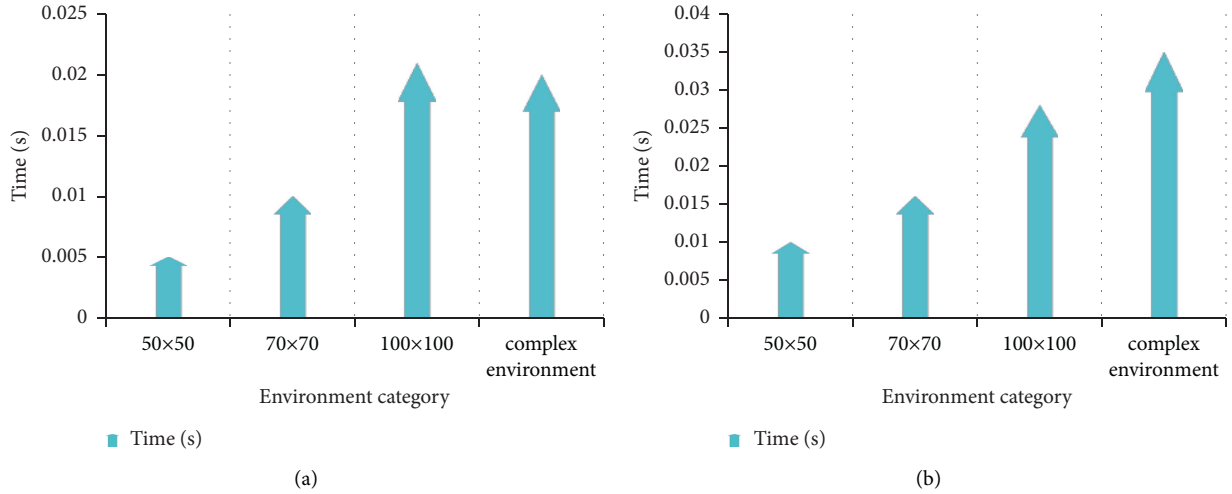 0.025
0.02
0.015
0.01
0.005
0
Time (s)
50×50
70×70
100×100
complex
environment
Environment category
Time (s)
(a)
0.04
0.035
0.03
0.025
0.02
0.015
0.01
0.005
0
Time (s)
50×50
70×70
100×100
complex
environment
Environment category
Time (s)
(b)